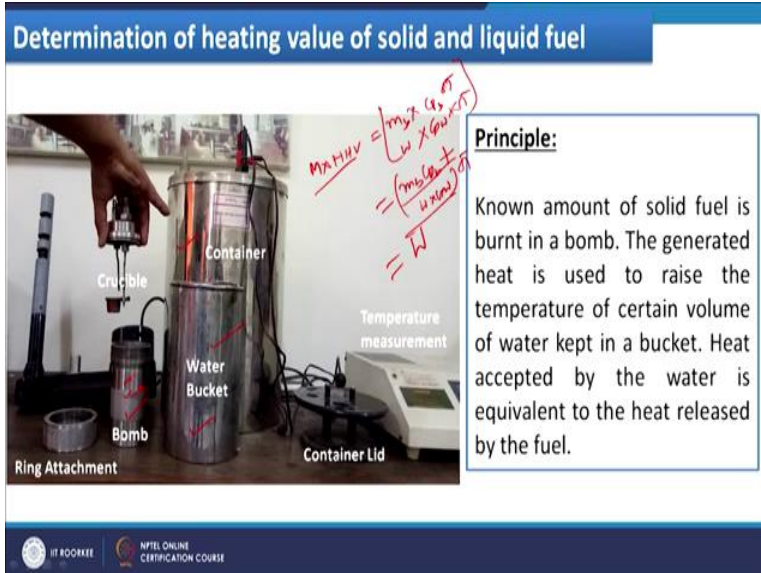 Determination of heating value of solid and liquid fuel
M×HHV =
Principle:
Known amount of solid fuel is
burnt in a bomb. The generated
heat is used to raise the
temperature of certain volume
of water kept in a bucket. Heat
accepted by the water is
equivalent to the heat released
by the fuel.
Container
Crucible
Temperature
measurement
Water
Bucket
Bomb
Container Lid
Ring Attachment
= W
IIT ROORKEE
NPTEL ONLINE
CERTIFICATION COURSE